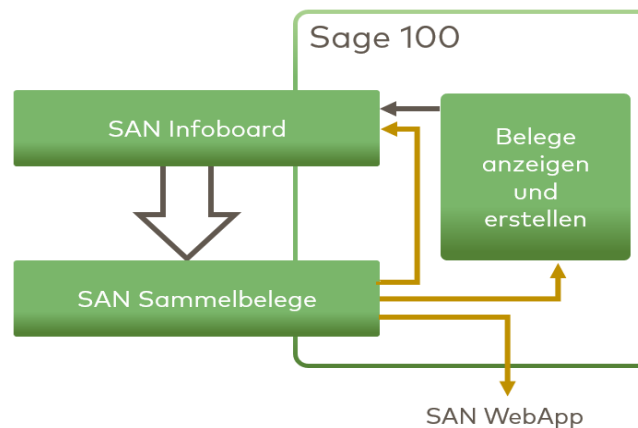 Sage 100
SAN Infoboard
Belege
anzeigen
und
erstellen
SAN Sammelbelege
SAN WebApp